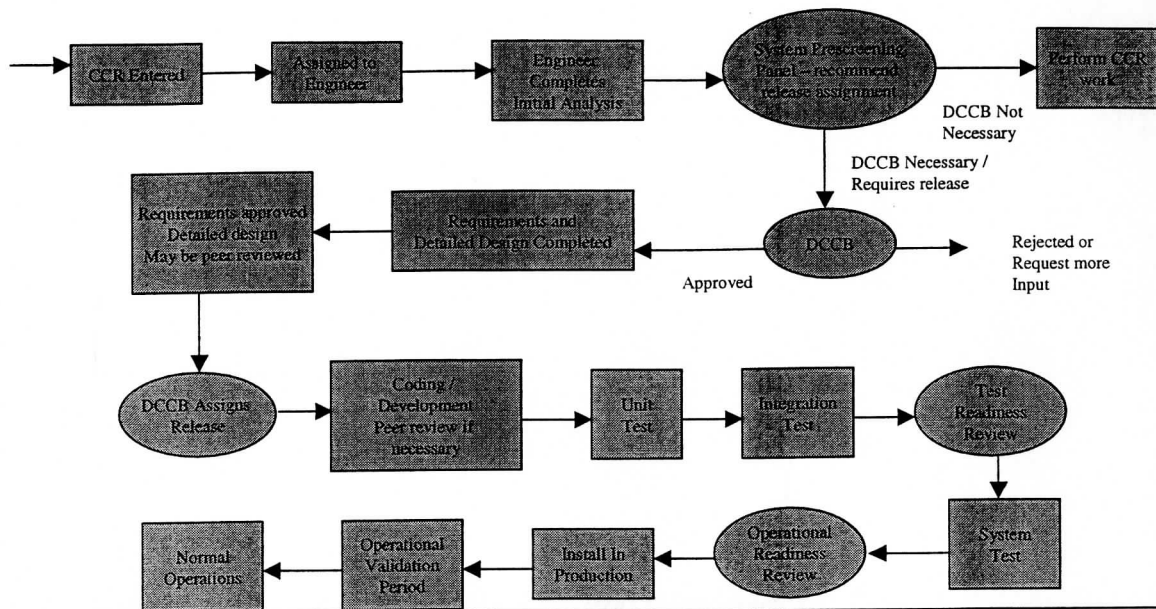 CCR Entered
Assigned to
Engineer
Engineer
Completes
Initial Analysis
System Prescreening
Panel – recommend
release assignment
Perform CCR
work
DCCB Not
Necessary
DCCB Necessary /
Requires release
Requirements approved
Detailed design
May be peer reviewed
Requirements and
Detailed Design Completed
DCCB
Rejected or
Request more
Input
Approved
DCCB Assigns
Release
Coding /
Development
Peer review if
necessary
Unit
Test
Integration
Test
Test
Readiness
Review
Normal
Operations
Operational
Validation
Period
Install In
Production
Operational
Readiness
Review
System
Test